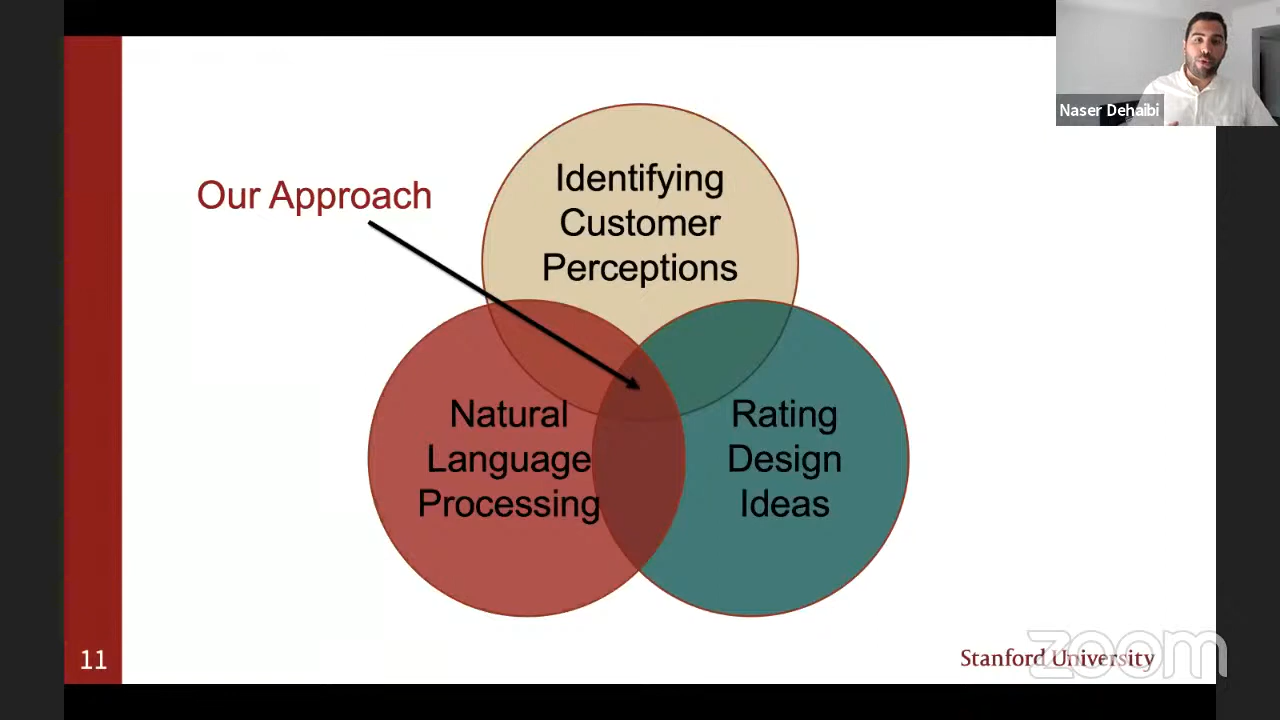 Naser Dehaibi
Our Approach
Identifying
Customer
Perceptions
Natural
Language
Processing
Rating
Design
Ideas
11
Stanford University
zoom